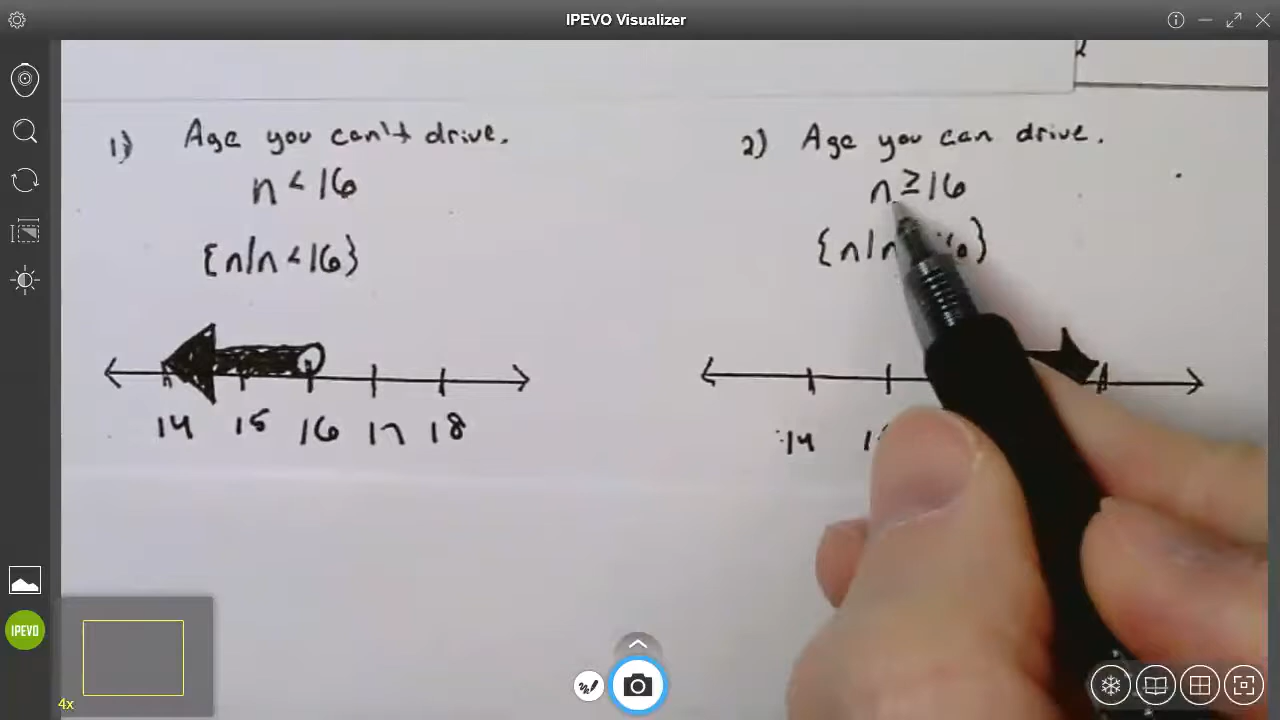 IPEVO Visualizer
1) Age you can't drive.
n < 16
{n/n < 16}
14 15 16 17 18
2) Age you can drive.
n ≥ 16
{n/n 16}
14
IPEVO
4x